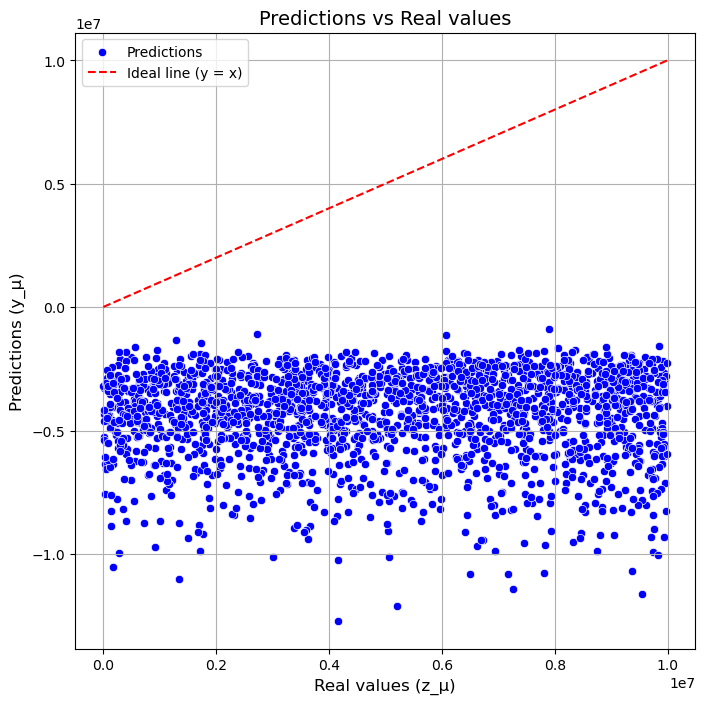 Predictions vs Real values
1e7
Predictions
Ideal line (y = x)
1.0
0.5
0.0
−0.5
−1.0
Predictions (y_μ)
0.0 0.2 0.4 0.6 0.8 1.0
1e7
Real values (z_μ)